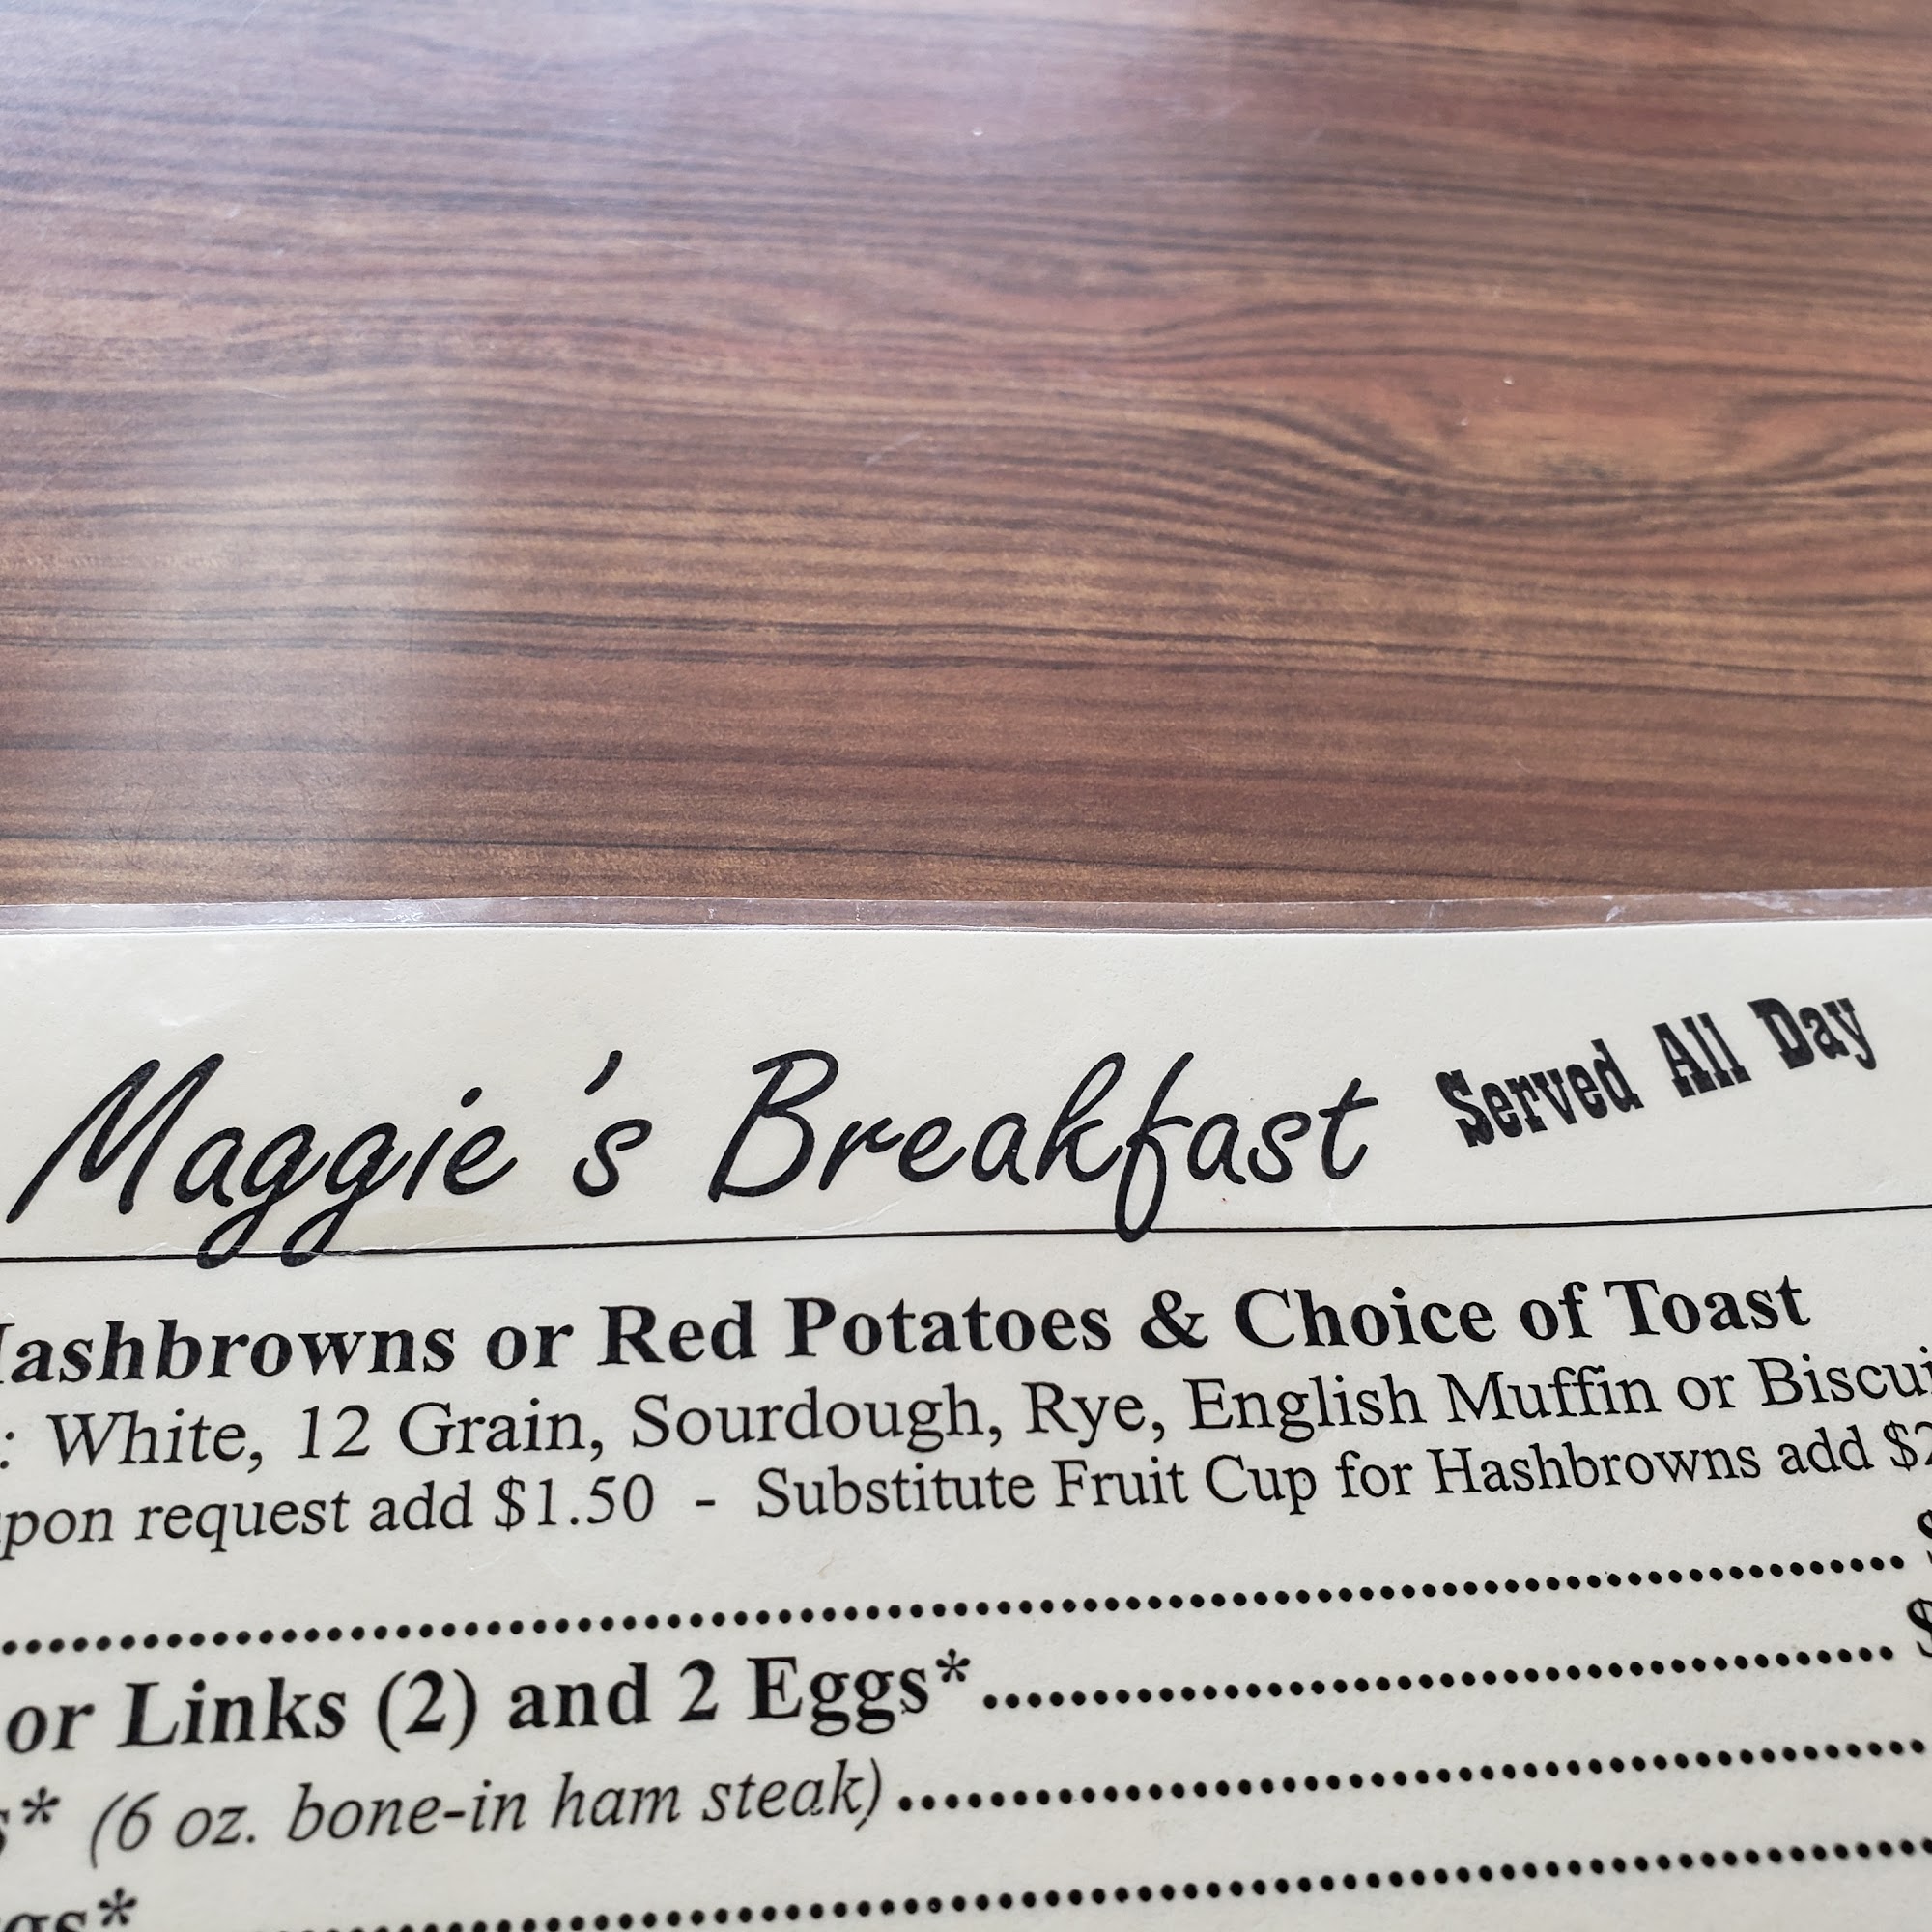 Maggie's Breakfast Served All Day
Hashbrowns or Red Potatoes & Choice of Toast
: White, 12 Grain, Sourdough, Rye, English Muffin or
request add $1.50 - Substitute Fruit Cup for Hashbrowns add
or Links (2) and 2 Eggs*
(6 oz. bone-in ham steak)